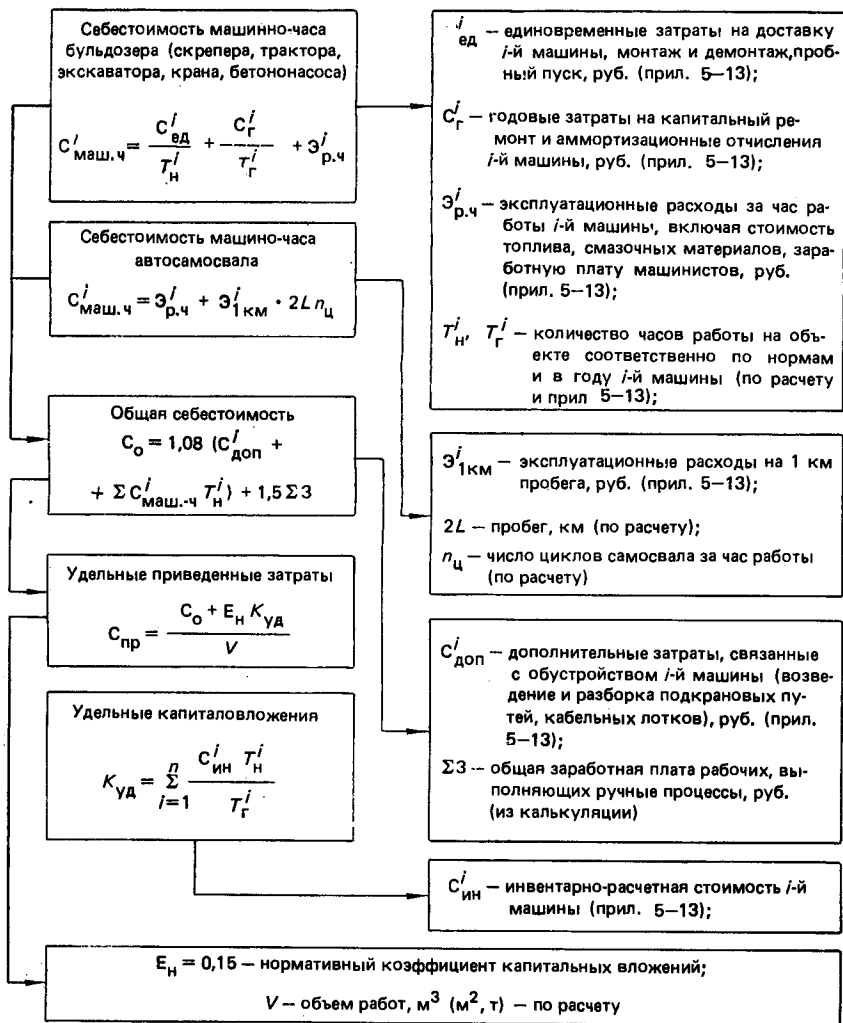 Себестоимость машинно-часа
бульдозера (скрепера, трактора,
экскаватора, крана, бетононасоса)
C^i_маш.ч = C^i_ед / T^i_н + C^i_г / T^i_г + Э^i_р.ч
Себестоимость машино-часа
автосамосвала
C^i_маш.ч = Э^i_р.ч + Э^i_1км · 2L n_ц
Общая себестоимость
C_о = 1,08 (C^i_доп +
+ Σ C^i_маш.-ч T^i_н) + 1,5 Σ З
Удельные приведенные затраты
C_пр = (C_о + E_н K_уд) / V
Удельные капиталовложения
K_уд = Σ^n_i=1 C^i_ин T^i_н / T^i_г
^i_ед — единовременные затраты на доставку
i-й машины, монтаж и демонтаж,проб-
ный пуск, руб. (прил. 5—13);
C^i_г — годовые затраты на капитальный ре-
монт и аммортизационные отчисления
i-й машины, руб. (прил. 5—13);
Э^i_р.ч — эксплуатационные расходы за час ра-
боты i-й машины, включая стоимость
топлива, смазочных материалов, зара-
ботную плату машинистов, руб.
(прил. 5—13);
T^i_н, T^i_г — количество часов работы на объ-
екте соответственно по нормам
и в году i-й машины (по расчету
и прил 5—13);
Э^i_1км — эксплуатационные расходы на 1 км
пробега, руб. (прил. 5—13);
2L — пробег, км (по расчету);
n_ц — число циклов самосвала за час работы
(по расчету)
C^i_доп — дополнительные затраты, связанные
с обустройством i-й машины (возве-
дение и разборка подкрановых пу-
тей, кабельных лотков), руб. (прил.
5—13);
ΣЗ — общая заработная плата рабочих, вы-
полняющих ручные процессы, руб.
(из калькуляции)
C^i_ин — инвентарно-расчетная стоимость i-й
машины (прил. 5—13);
E_н = 0,15 — нормативный коэффициент капитальных вложений;
V — объем работ, м³ (м², т) — по расчету